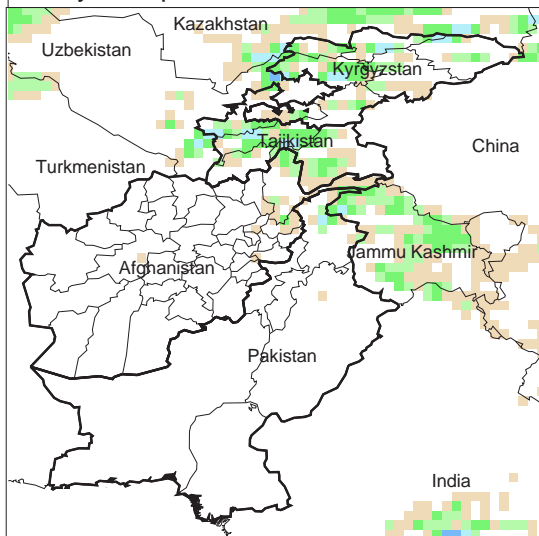 Kazakhstan
Uzbekistan
Kyrgyzstan
Tajikistan
China
Turkmenistan
Jammu Kashmir
Afghanistan
Pakistan
India